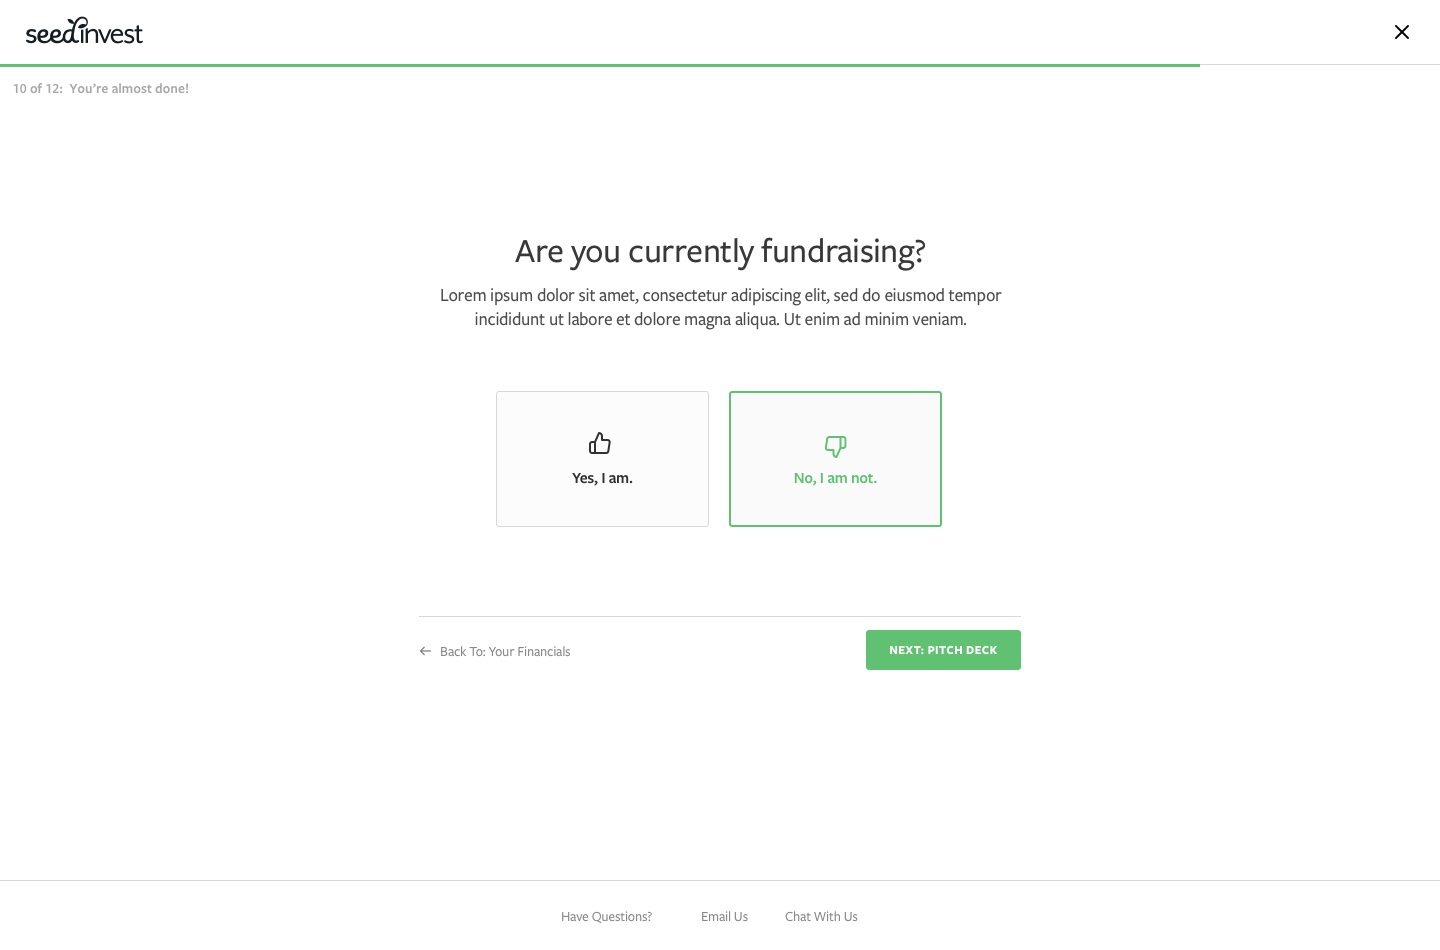 seedinvest
10 of 12: You're almost done!
Are you currently fundraising?
Lorem ipsum dolor sit amet, consectetur adipiscing elit, sed do eiusmod tempor
incididunt ut labore et dolore magna aliqua. Ut enim ad minim veniam.
Yes, I am.
No, I am not.
Back To: Your Financials
NEXT: PITCH DECK
Have Questions?
Email Us
Chat With Us